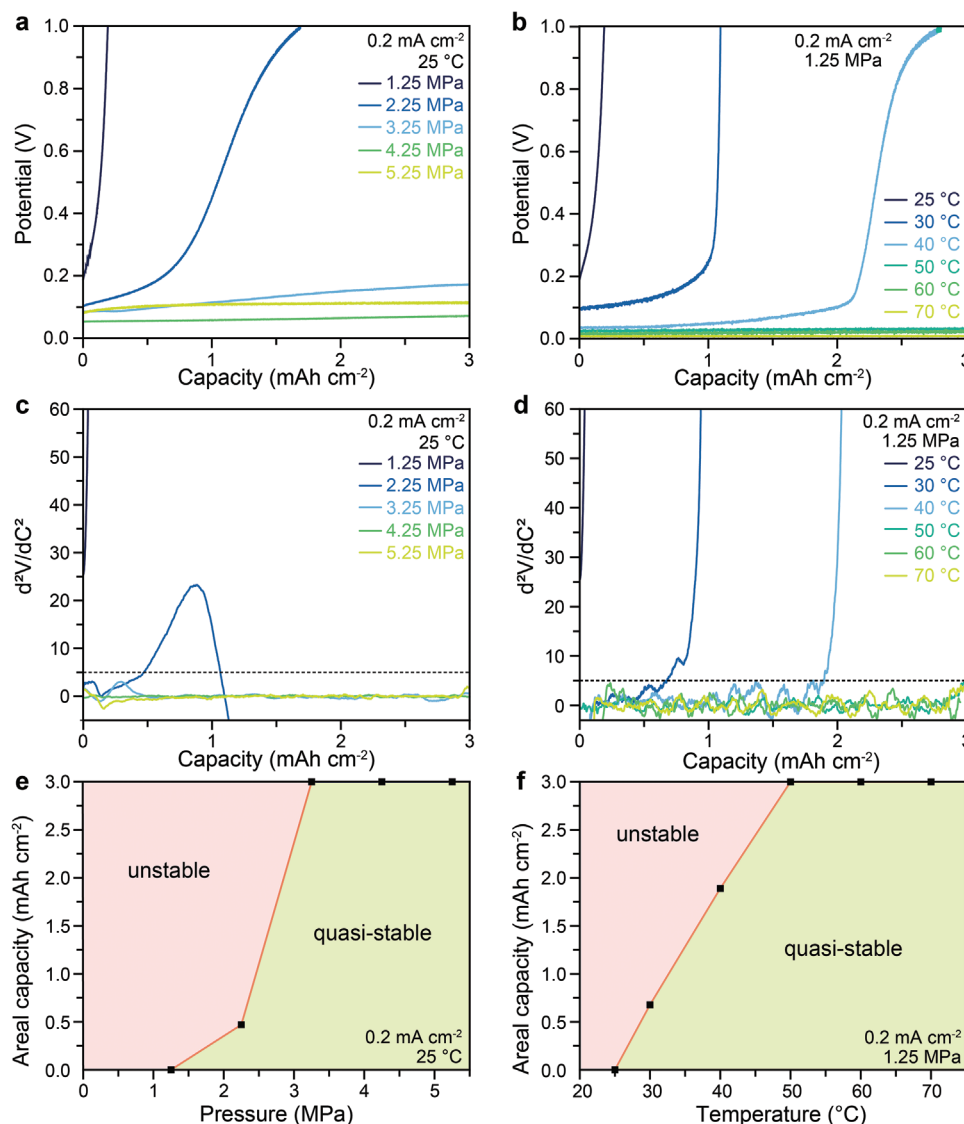 a
0.2 mA cm⁻²
25 °C
1.25 MPa
2.25 MPa
3.25 MPa
4.25 MPa
5.25 MPa
Potential (V)
1.0
0.8
0.6
0.4
0.2
0.0
0 1 2 3
Capacity (mAh cm⁻²)
b
0.2 mA cm⁻²
1.25 MPa
25 °C
30 °C
40 °C
50 °C
60 °C
70 °C
Potential (V)
1.0
0.8
0.6
0.4
0.2
0.0
0 1 2 3
Capacity (mAh cm⁻²)
c
0.2 mA cm⁻²
25 °C
1.25 MPa
2.25 MPa
3.25 MPa
4.25 MPa
5.25 MPa
d²V/dC²
60
50
40
30
20
10
0
0 1 2 3
Capacity (mAh cm⁻²)
d
0.2 mA cm⁻²
1.25 MPa
25 °C
30 °C
40 °C
50 °C
60 °C
70 °C
d²V/dC²
60
50
40
30
20
10
0
0 1 2 3
Capacity (mAh cm⁻²)
e
unstable
quasi-stable
0.2 mA cm⁻²
25 °C
Areal capacity (mAh cm⁻²)
3.0
2.5
2.0
1.5
1.0
0.5
0.0
0 1 2 3 4 5
Pressure (MPa)
f
unstable
quasi-stable
0.2 mA cm⁻²
1.25 MPa
Areal capacity (mAh cm⁻²)
3.0
2.5
2.0
1.5
1.0
0.5
0.0
20 30 40 50 60 70
Temperature (°C)